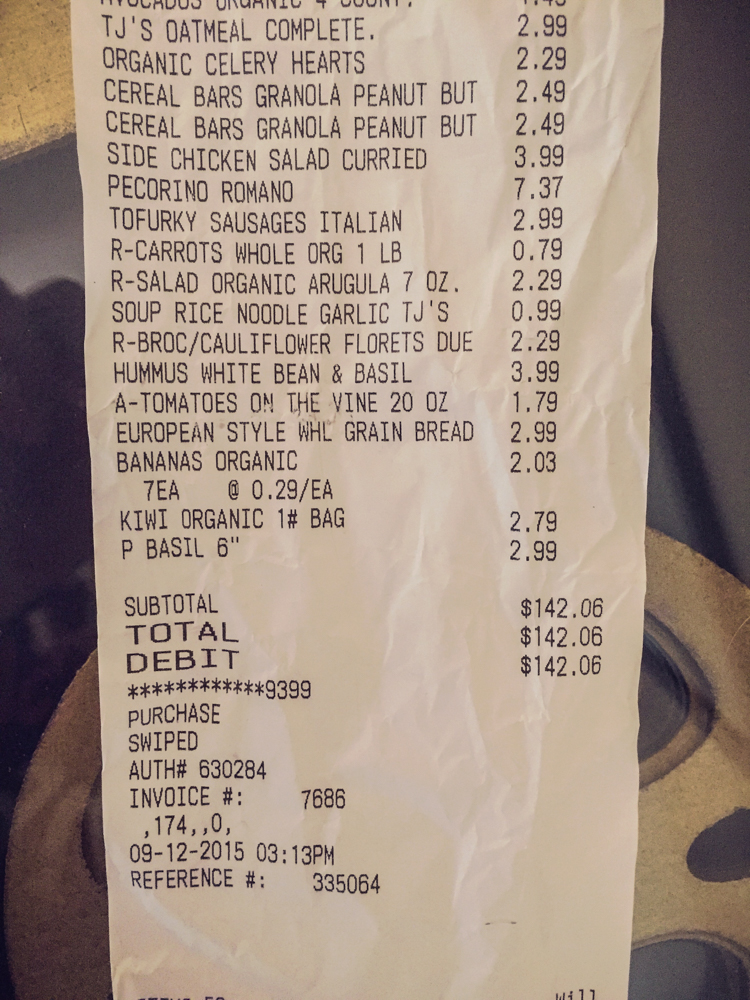 AVOCADOS ORGANIC 4 COUNT.
TJ'S OATMEAL COMPLETE. 2.99
ORGANIC CELERY HEARTS 2.29
CEREAL BARS GRANOLA PEANUT BUT 2.49
CEREAL BARS GRANOLA PEANUT BUT 2.49
SIDE CHICKEN SALAD CURRIED 3.99
PECORINO ROMANO 7.37
TOFURKY SAUSAGES ITALIAN 2.99
R-CARROTS WHOLE ORG 1 LB 0.79
R-SALAD ORGANIC ARUGULA 7 OZ. 2.29
SOUP RICE NOODLE GARLIC TJ'S 0.99
R-BROC/CAULIFLOWER FLORETS DUE 2.29
HUMMUS WHITE BEAN & BASIL 3.99
A-TOMATOES ON THE VINE 20 OZ 1.79
EUROPEAN STYLE WHL GRAIN BREAD 2.99
BANANAS ORGANIC 2.03
7EA @ 0.29/EA
KIWI ORGANIC 1# BAG 2.79
P BASIL 6" 2.99
SUBTOTAL $142.06
TOTAL $142.06
DEBIT $142.06
************9399
PURCHASE
SWIPED
AUTH# 630284
INVOICE #: 7686
,174,,0,
09-12-2015 03:13PM
REFERENCE #: 335064
Will